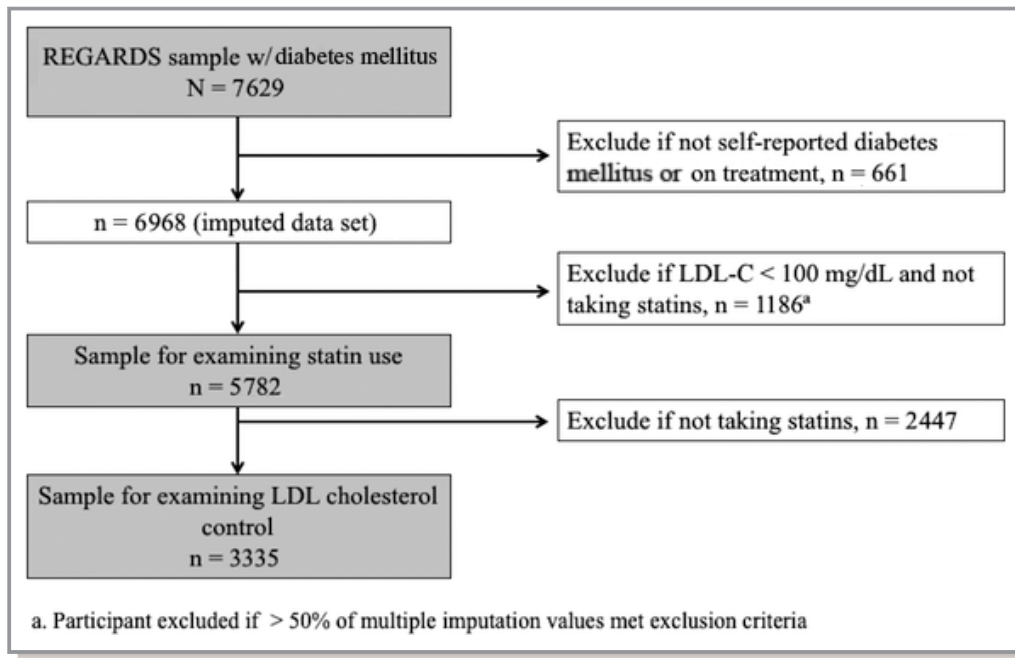 REGARDS sample w/diabetes mellitus
N = 7629
Exclude if not self-reported diabetes
mellitus or on treatment, n = 661
n = 6968 (imputed data set)
Exclude if LDL-C < 100 mg/dL and not
taking statins, n = 1186ª
Sample for examining statin use
n = 5782
Exclude if not taking statins, n = 2447
Sample for examining LDL cholesterol
control
n = 3335
a. Participant excluded if > 50% of multiple imputation values met exclusion criteria